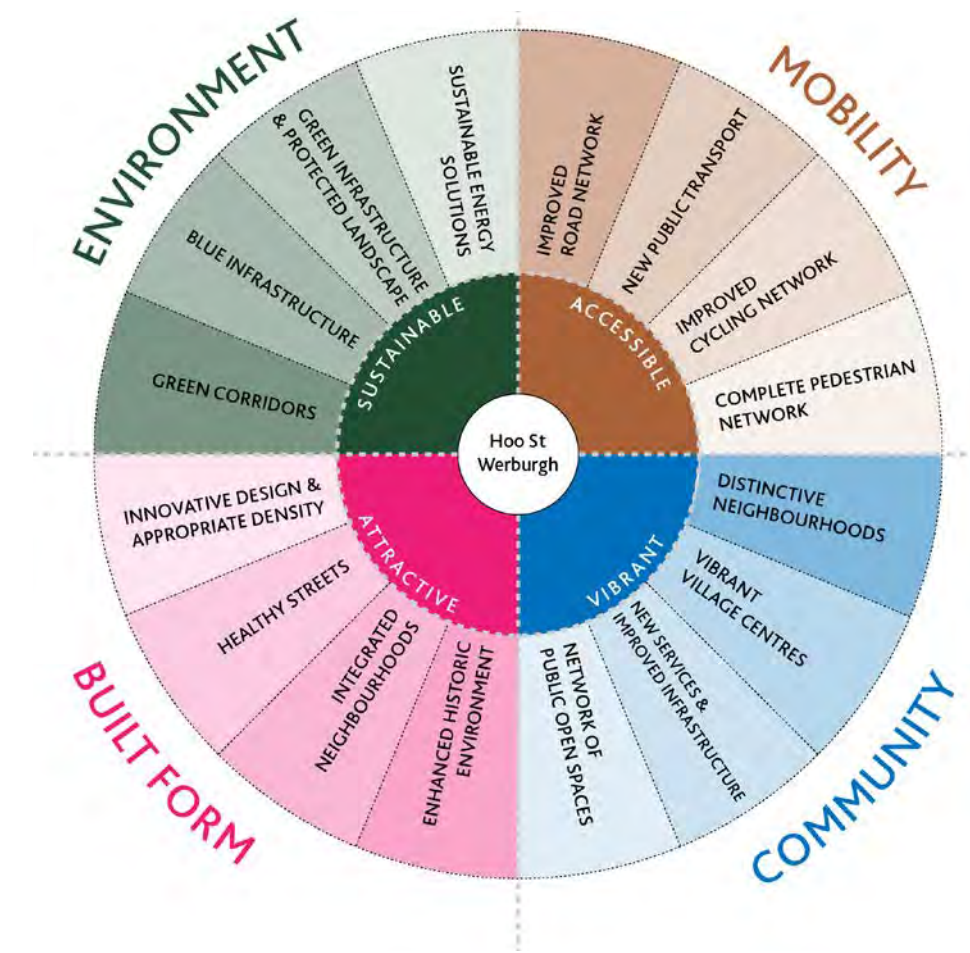 ENVIRONMENT
MOBILITY
SUSTAINABLE ENERGY
SOLUTIONS
GREEN INFRASTRUCTURE
& PROTECTED LANDSCAPE
BLUE INFRASTRUCTURE
GREEN CORRIDORS
SUSTAINABLE
IMPROVED
ROAD NETWORK
NEW PUBLIC TRANSPORT
IMPROVED
CYCLING NETWORK
COMPLETE PEDESTRIAN
NETWORK
ACCESSIBLE
Hoo St
Werburgh
INNOVATIVE DESIGN &
APPROPRIATE DENSITY
HEALTHY STREETS
INTEGRATED
NEIGHBOURHOODS
ENHANCED HISTORIC
ENVIRONMENT
ATTRACTIVE
DISTINCTIVE
NEIGHBOURHOODS
VIBRANT
VILLAGE CENTRES
NEW SERVICES &
IMPROVED INFRASTRUCTURE
NETWORK OF
PUBLIC OPEN SPACES
VIBRANT
BUILT FORM
COMMUNITY